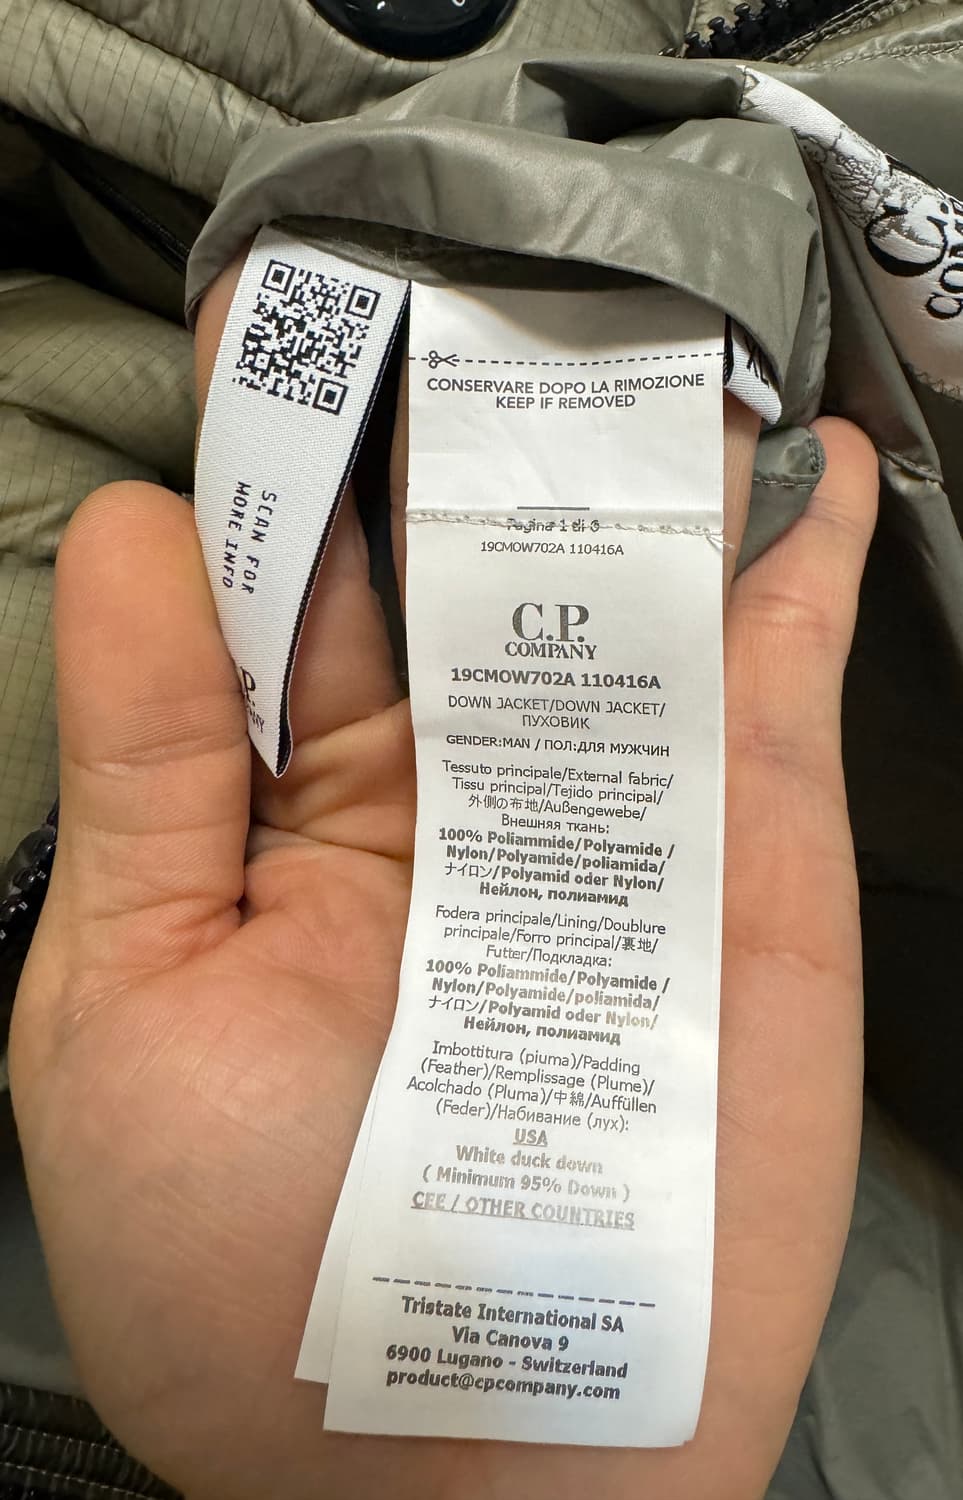 SCAN FOR
MORE INFO
CONSERVARE DOPO LA RIMOZIONE
KEEP IF REMOVED
Pagina 1 di 6
19CMOW702A 110416A
C.P.
COMPANY
19CMOW702A 110416A
DOWN JACKET/DOWN JACKET/
ПУХОВИК
GENDER:MAN / ПОЛ:ДЛЯ МУЖЧИН
Tessuto principale/External fabric/
Tissu principal/Tejido principal/
外側の布地/Außengewebe/
Внешняя ткань:
100% Poliammide/Polyamide /
Nylon/Polyamide/poliamida/
ナイロン/Polyamid oder Nylon/
Нейлон, полиамид
Fodera principale/Lining/Doublure
principale/Forro principal/裏地/
Futter/Подкладка:
100% Poliammide/Polyamide /
Nylon/Polyamide/poliamida/
ナイロン/Polyamid oder Nylon/
Нейлон, полиамид
Imbottitura (piuma)/Padding
(Feather)/Remplissage (Plume)/
Acolchado (Pluma)/中綿/Auffüllen
(Feder)/Набивание (лух):
USA
White duck down
( Minimum 95% Down )
CEE / OTHER COUNTRIES
Tristate International SA
Via Canova 9
6900 Lugano - Switzerland
product@cpcompany.com